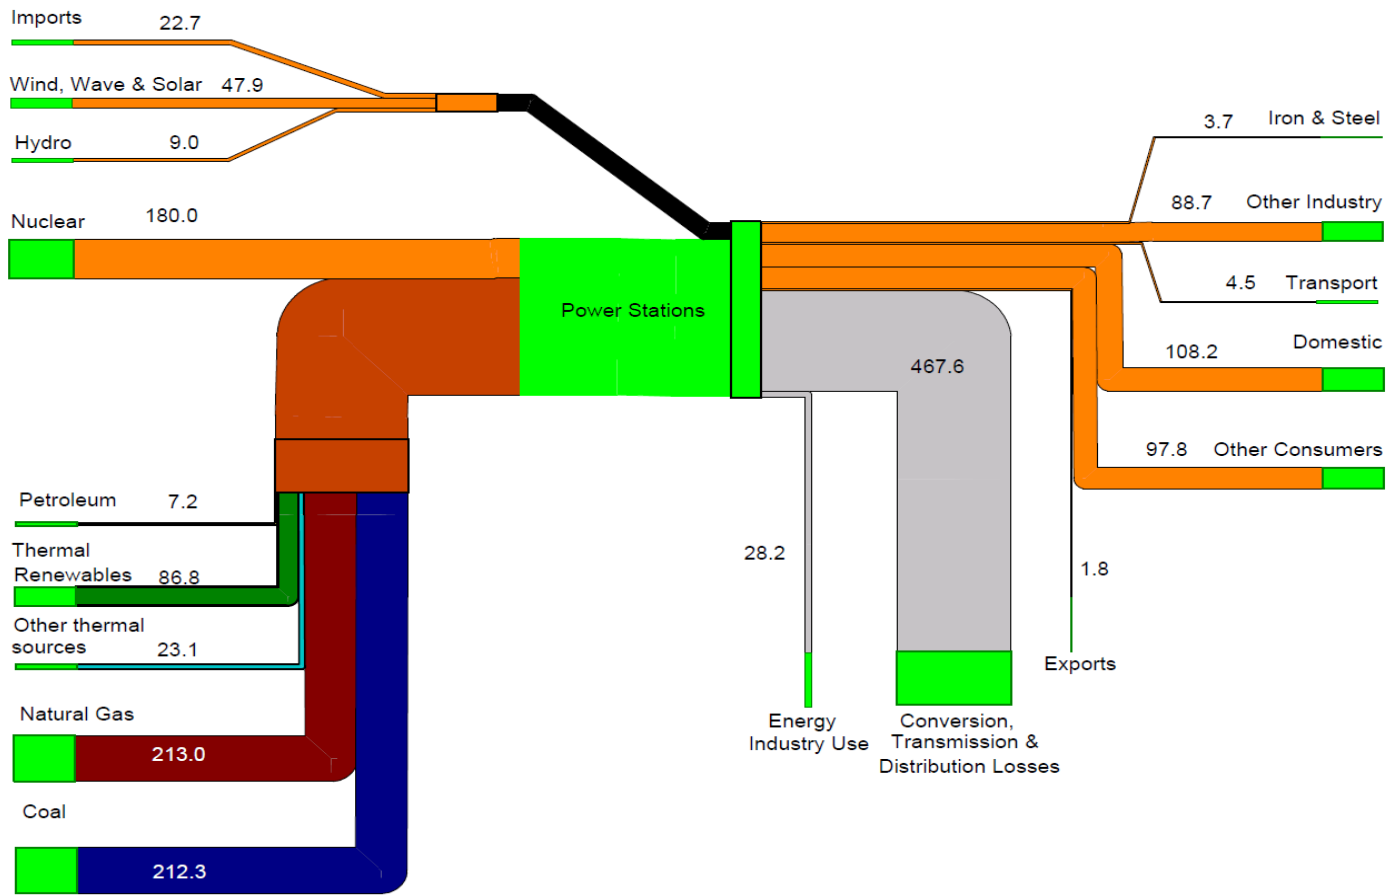 Imports
22.7
Wind, Wave & Solar
47.9
Hydro
9.0
Nuclear
180.0
Petroleum
7.2
Thermal
Renewables
86.8
Other thermal
sources
23.1
Natural Gas
213.0
Coal
212.3
Power Stations
3.7
Iron & Steel
88.7
Other Industry
4.5
Transport
108.2
Domestic
97.8
Other Consumers
467.6
28.2
1.8
Exports
Energy
Industry Use
Conversion,
Transmission &
Distribution Losses